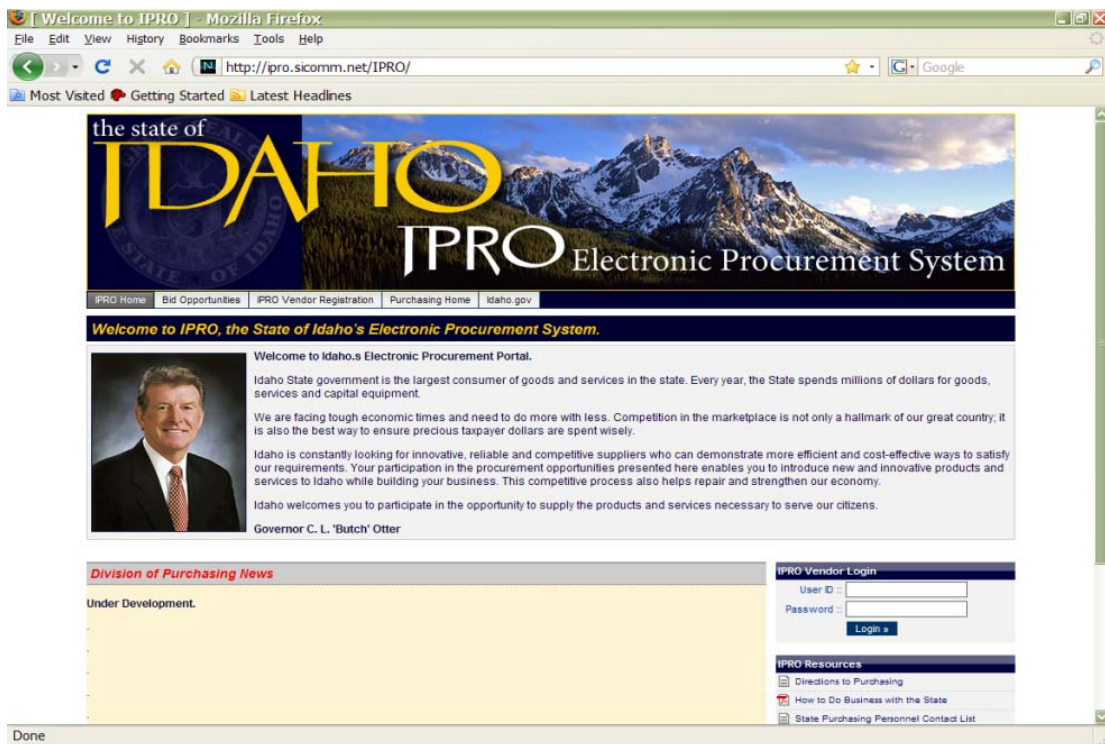 [ Welcome to IPRO ] - Mozilla Firefox
File Edit View History Bookmarks Tools Help
http://ipro.sicomm.net/IPRO/
Google
Most Visited Getting Started Latest Headlines
the state of
IDAHO
IPRO Electronic Procurement System
IPRO Home Bid Opportunities IPRO Vendor Registration Purchasing Home Idaho.gov
Welcome to IPRO, the State of Idaho's Electronic Procurement System.
Welcome to Idaho.s Electronic Procurement Portal.
Idaho State government is the largest consumer of goods and services in the state. Every year, the State spends millions of dollars for goods,
services and capital equipment.
We are facing tough economic times and need to do more with less. Competition in the marketplace is not only a hallmark of our great country; it
is also the best way to ensure precious taxpayer dollars are spent wisely.
Idaho is constantly looking for innovative, reliable and competitive suppliers who can demonstrate more efficient and cost-effective ways to satisfy
our requirements. Your participation in the procurement opportunities presented here enables you to introduce new and innovative products and
services to Idaho while building your business. This competitive process also helps repair and strengthen our economy.
Idaho welcomes you to participate in the opportunity to supply the products and services necessary to serve our citizens.
Governor C. L. 'Butch' Otter
Division of Purchasing News
Under Development.
.
.
.
.
.
IPRO Vendor Login
User ID ::
Password ::
Login »
IPRO Resources
Directions to Purchasing
How to Do Business with the State
State Purchasing Personnel Contact List
Done